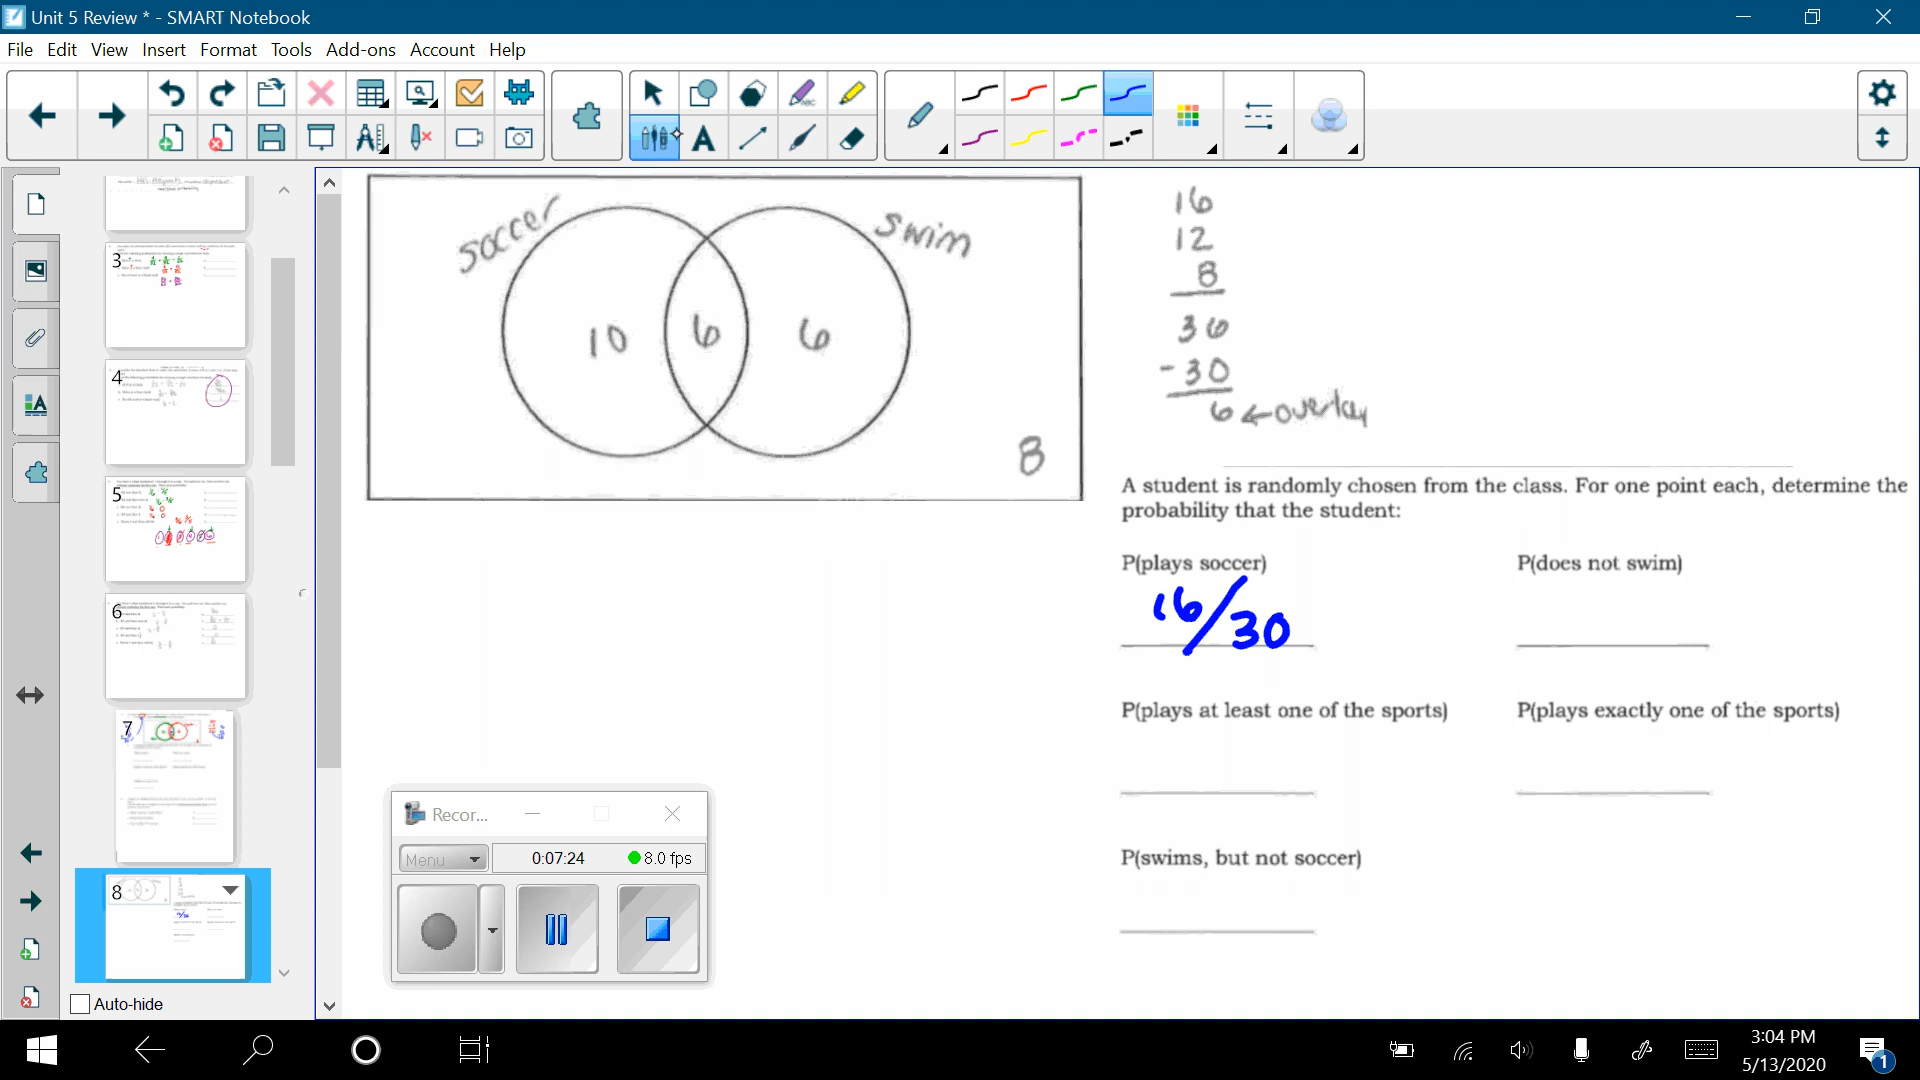 Unit 5 Review * - SMART Notebook
File Edit View Insert Format Tools Add-ons Account Help
soccer
swim
10 6 6
8
16
12
8
36
- 30
6 ← overlay
A student is randomly chosen from the class. For one point each, determine the
probability that the student:
P(plays soccer) P(does not swim)
16/30
P(plays at least one of the sports) P(plays exactly one of the sports)
P(swims, but not soccer)
3
4
5
6
7
8
Auto-hide
Recor...
Menu 0:07:24 8.0 fps
3:04 PM
5/13/2020
1